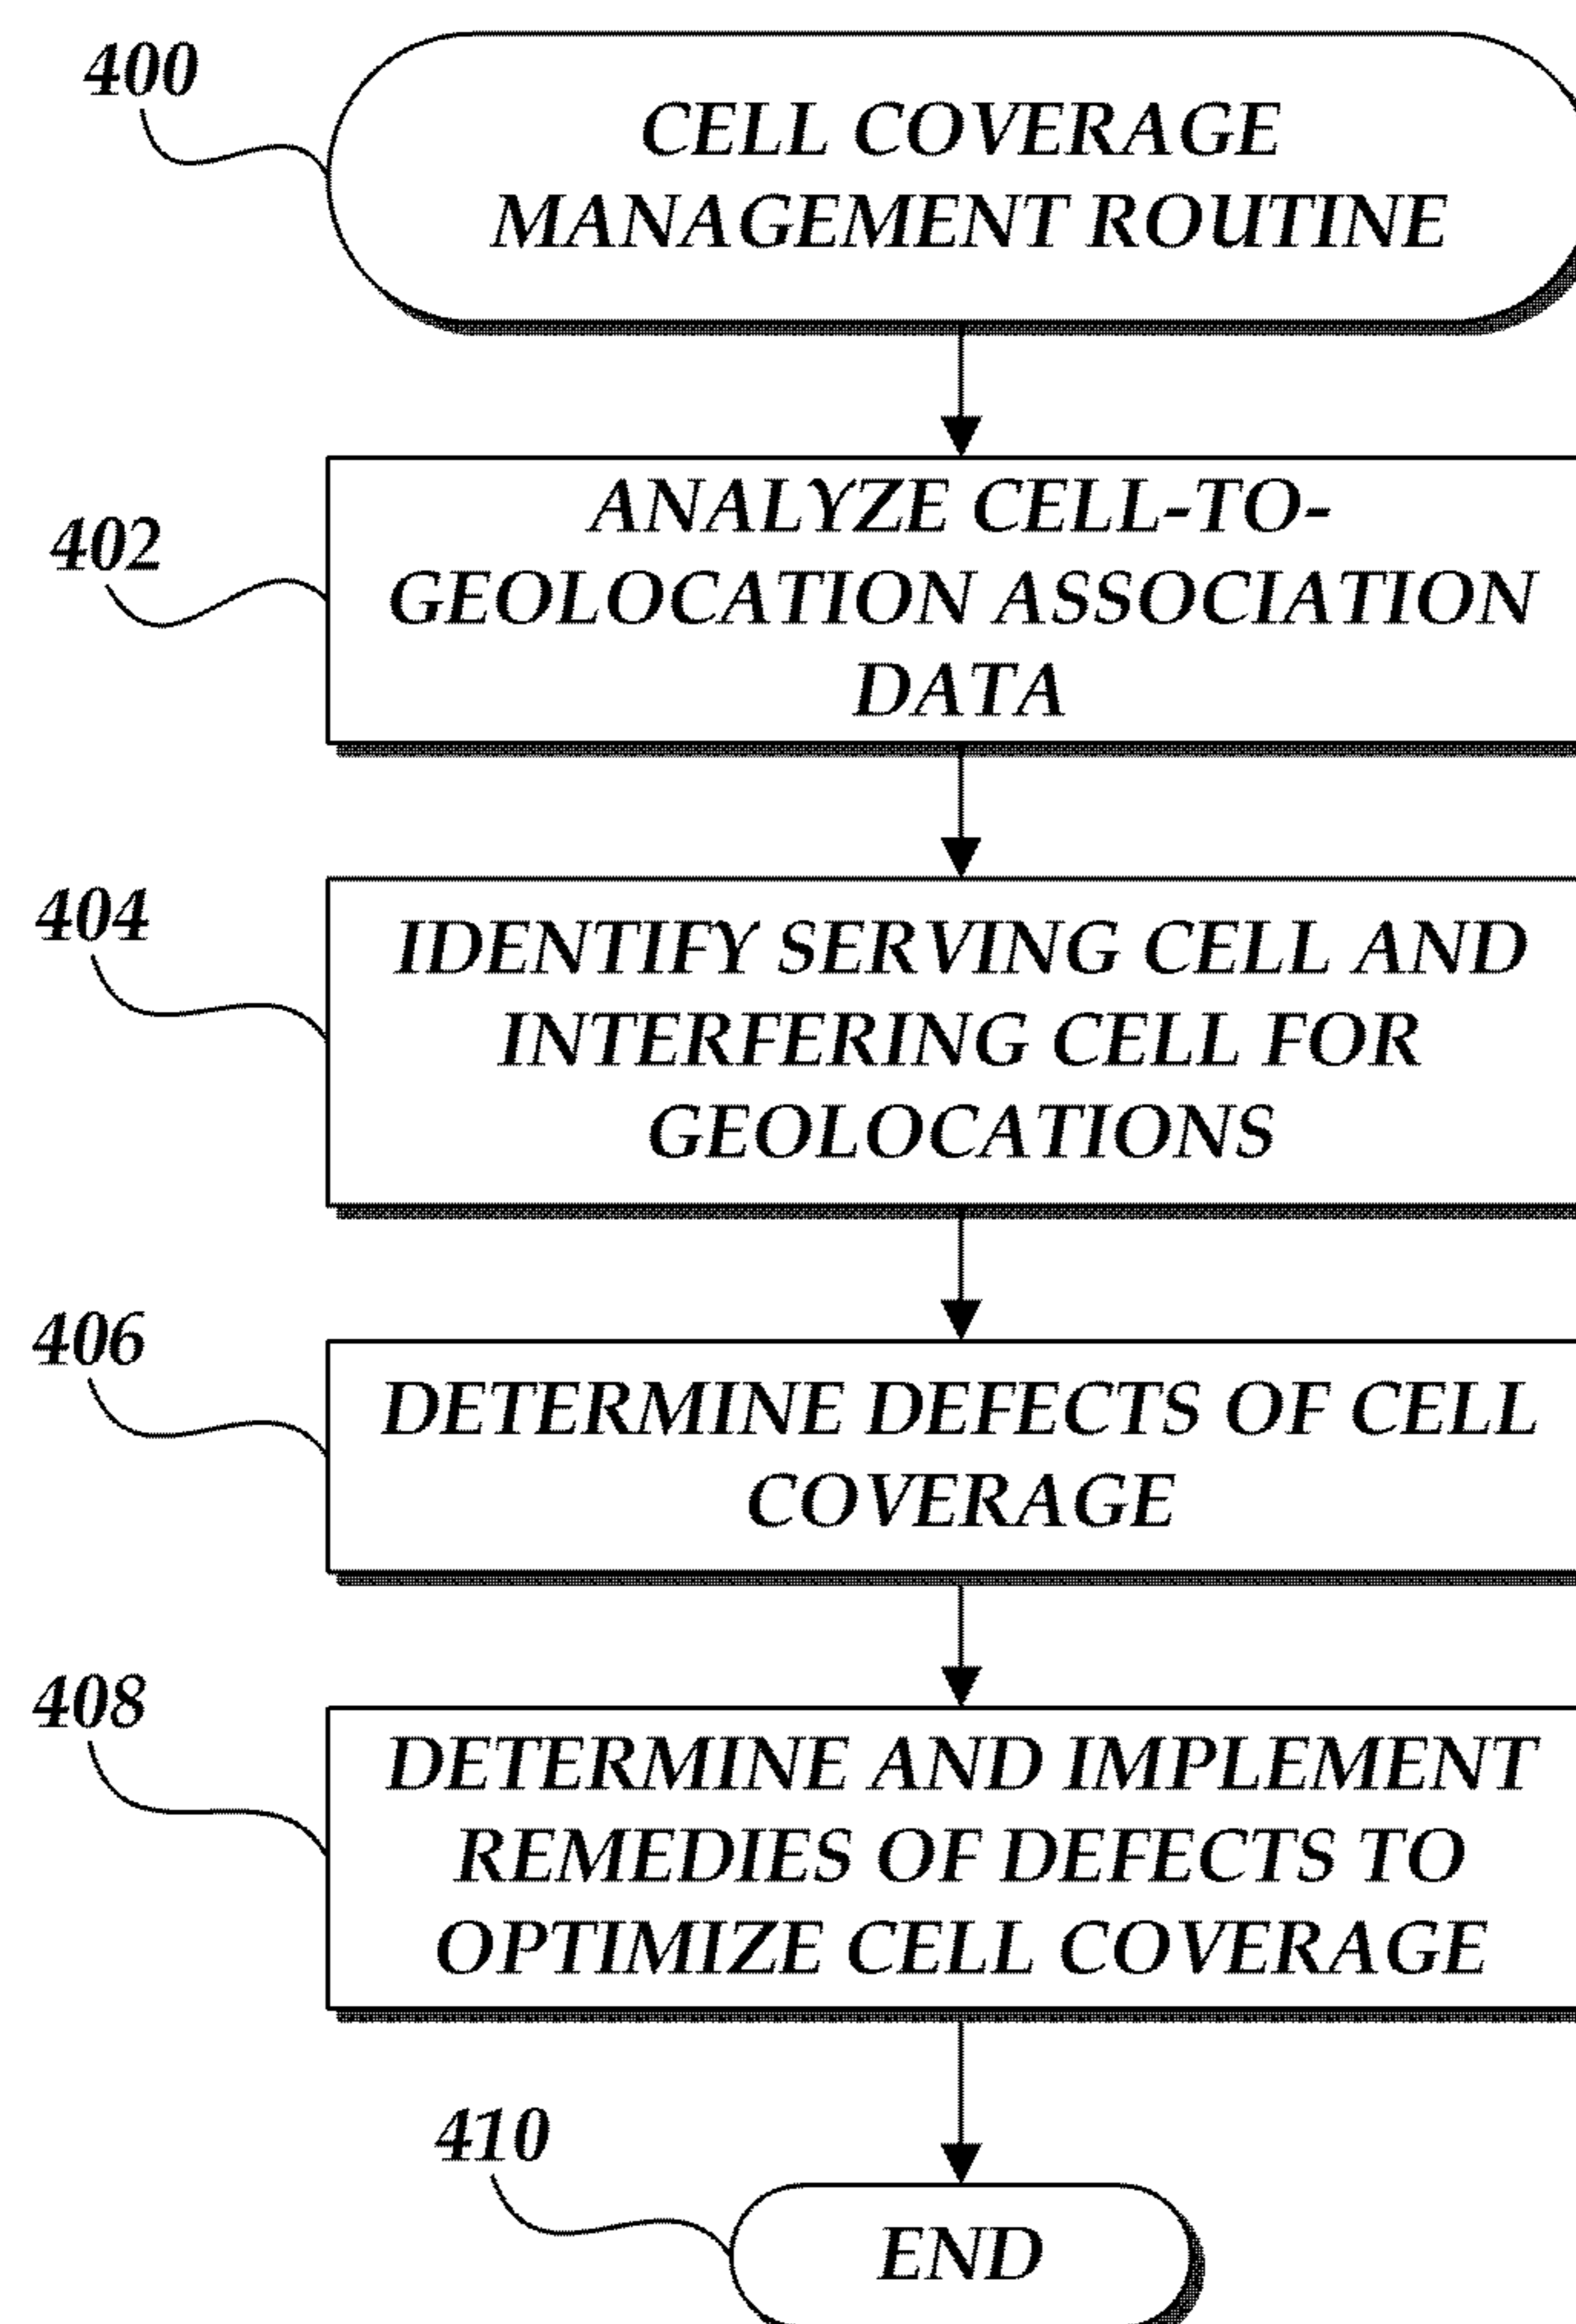 400
CELL COVERAGE
MANAGEMENT ROUTINE
402
ANALYZE CELL-TO-
GEOLOCATION ASSOCIATION
DATA
404
IDENTIFY SERVING CELL AND
INTERFERING CELL FOR
GEOLOCATIONS
406
DETERMINE DEFECTS OF CELL
COVERAGE
408
DETERMINE AND IMPLEMENT
REMEDIES OF DEFECTS TO
OPTIMIZE CELL COVERAGE
410
END